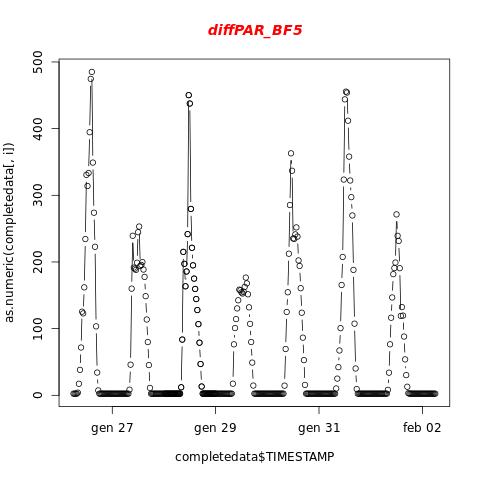 diffPAR_BF5
as.numeric(completedata[, i])
500
400
300
200
100
0
gen 27 gen 29 gen 31 feb 02
completedata$TIMESTAMP